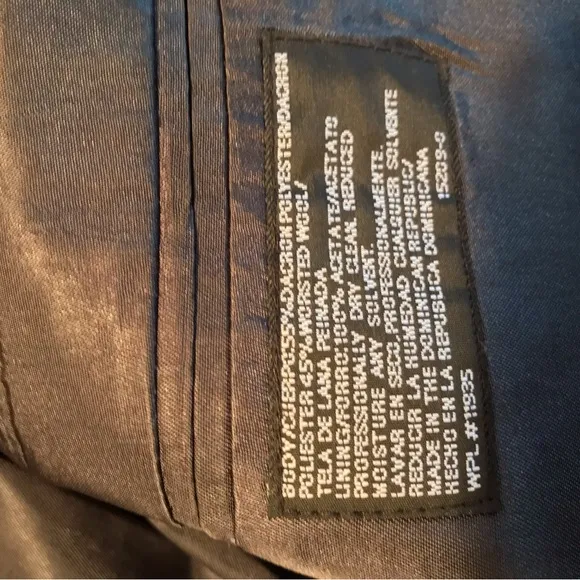 BODY/CUERPO:55%DACRON POLYESTER/DACRON
POLIESTER 45%WORSTED WOOL/
TELA DE LANA PEINADA
LINING/FORRO:100% ACETATE/ACETATO
PROFESSIONALLY DRY CLEAN. REDUCED
MOISTURE ANY SOLVENT.
LAVAR EN SECO, PROFESSIONALMENTE.
REDUCIR LA HUMEDAD CUALQUIER SOLVENTE
MADE IN THE DOMINICAN REPUBLIC/
HECHO EN LA REPUBLICA DOMINICANA
WPL #11935 15209-0